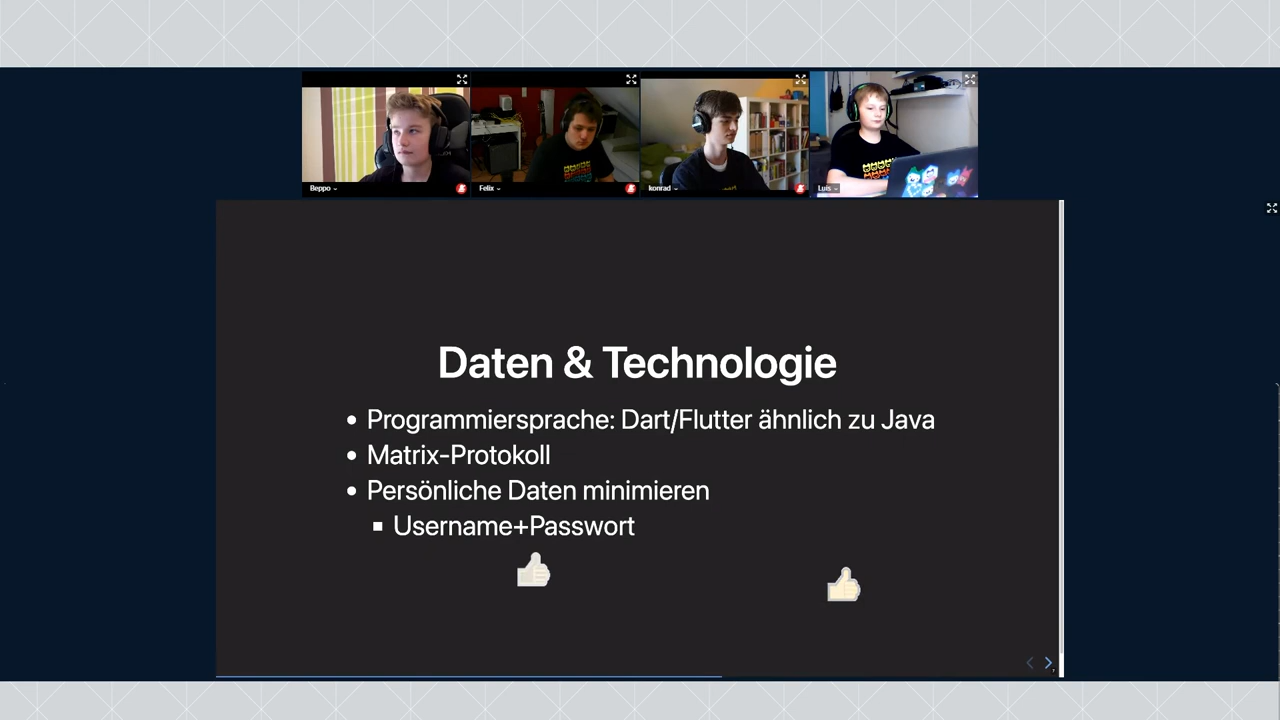 Beppo
Felix
konrad
Luis
Daten & Technologie
Programmiersprache: Dart/Flutter ähnlich zu Java
Matrix-Protokoll
Persönliche Daten minimieren
Username+Passwort